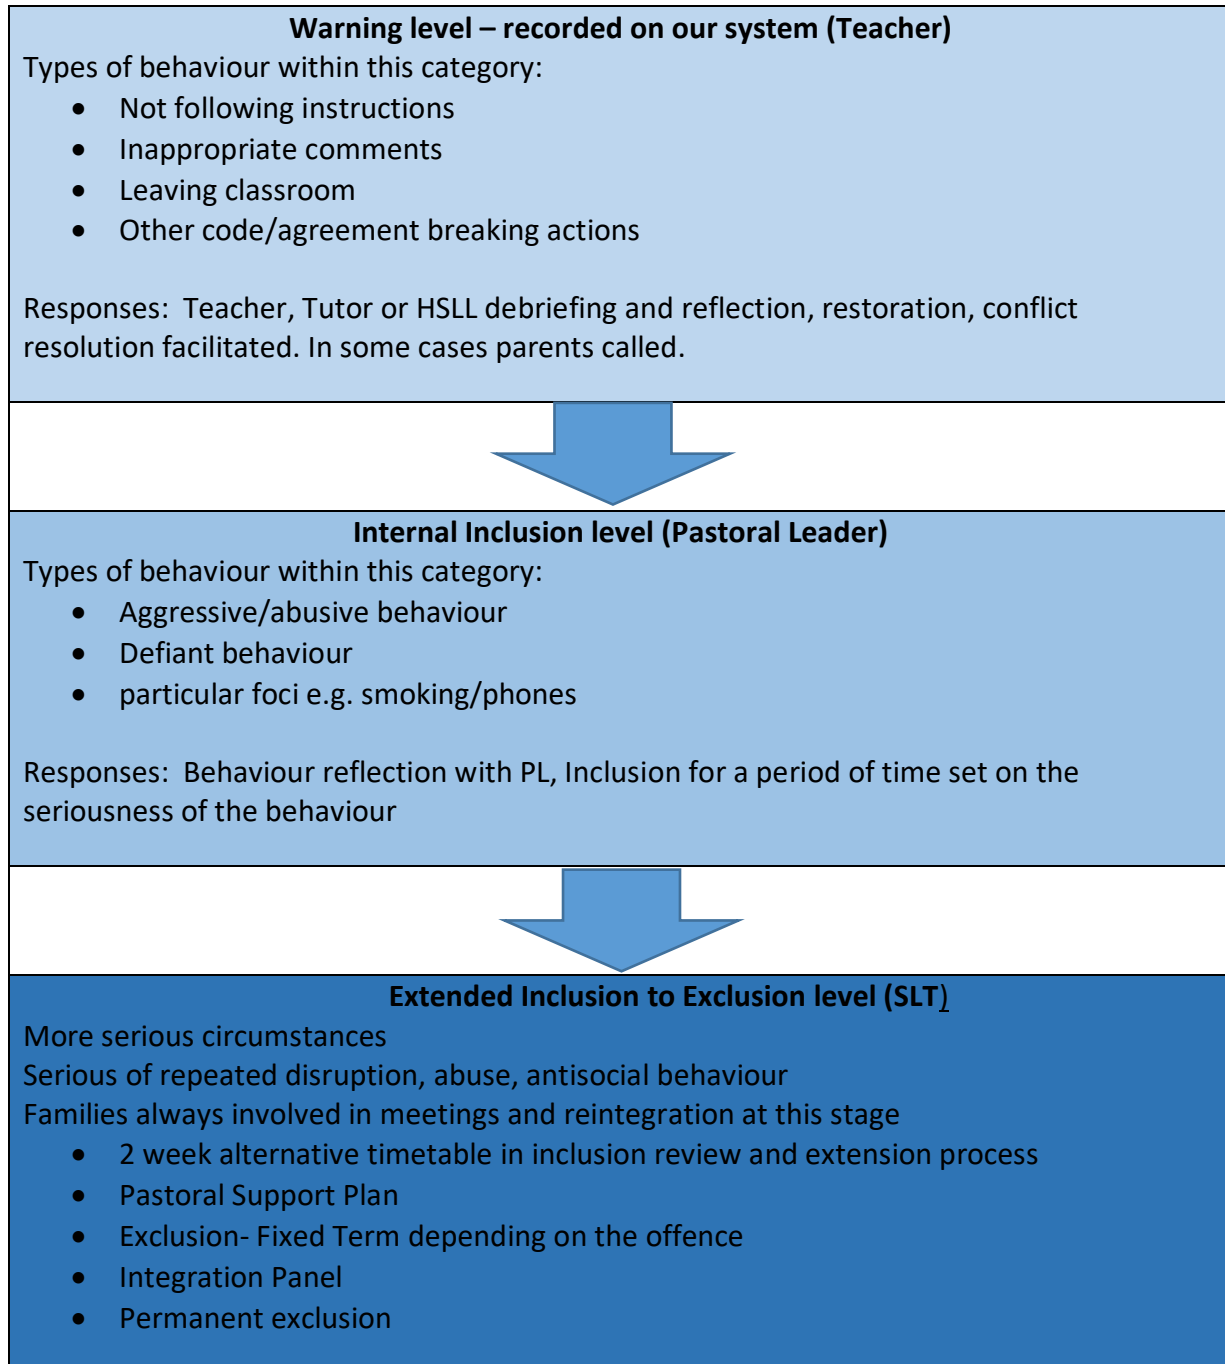 Warning level – recorded on our system (Teacher)
Types of behaviour within this category:
• Not following instructions
• Inappropriate comments
• Leaving classroom
• Other code/agreement breaking actions
Responses:  Teacher, Tutor or HSLL debriefing and reflection, restoration, conflict
resolution facilitated. In some cases parents called.
Internal Inclusion level (Pastoral Leader)
Types of behaviour within this category:
• Aggressive/abusive behaviour
• Defiant behaviour
• particular foci e.g. smoking/phones
Responses:  Behaviour reflection with PL, Inclusion for a period of time set on the
seriousness of the behaviour
Extended Inclusion to Exclusion level (SLT)
More serious circumstances
Serious of repeated disruption, abuse, antisocial behaviour
Families always involved in meetings and reintegration at this stage
• 2 week alternative timetable in inclusion review and extension process
• Pastoral Support Plan
• Exclusion- Fixed Term depending on the offence
• Integration Panel
• Permanent exclusion